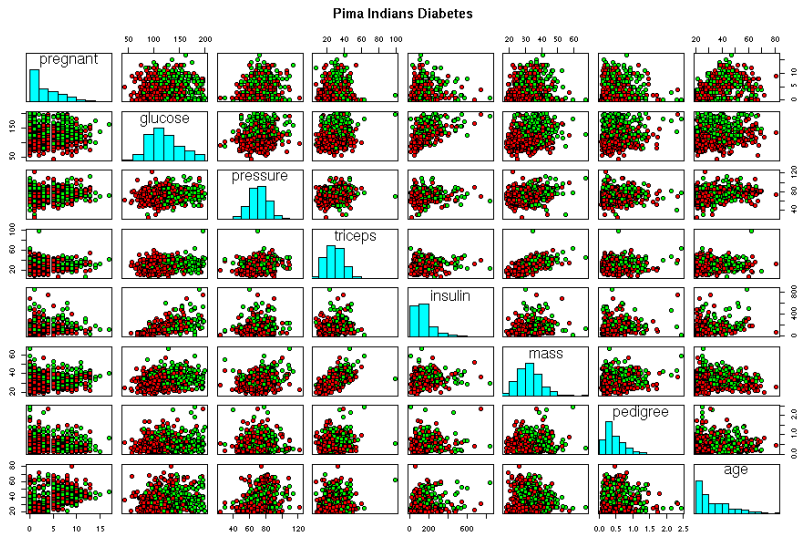 Pima Indians Diabetes
50 100 150 200
20 60 100
20 30 40 50 60
20 30 40 50 60 70 80
pregnant
0 5 10 15
50 150
glucose
pressure
40 80 120
20 60 100
triceps
insulin
0 400 800
20 40 60
mass
pedigree
0.0 1.0 2.0
20 40 60 80
age
0 5 10 15
40 60 80 100 120
0 200 600
0.0 0.5 1.0 1.5 2.0 2.5